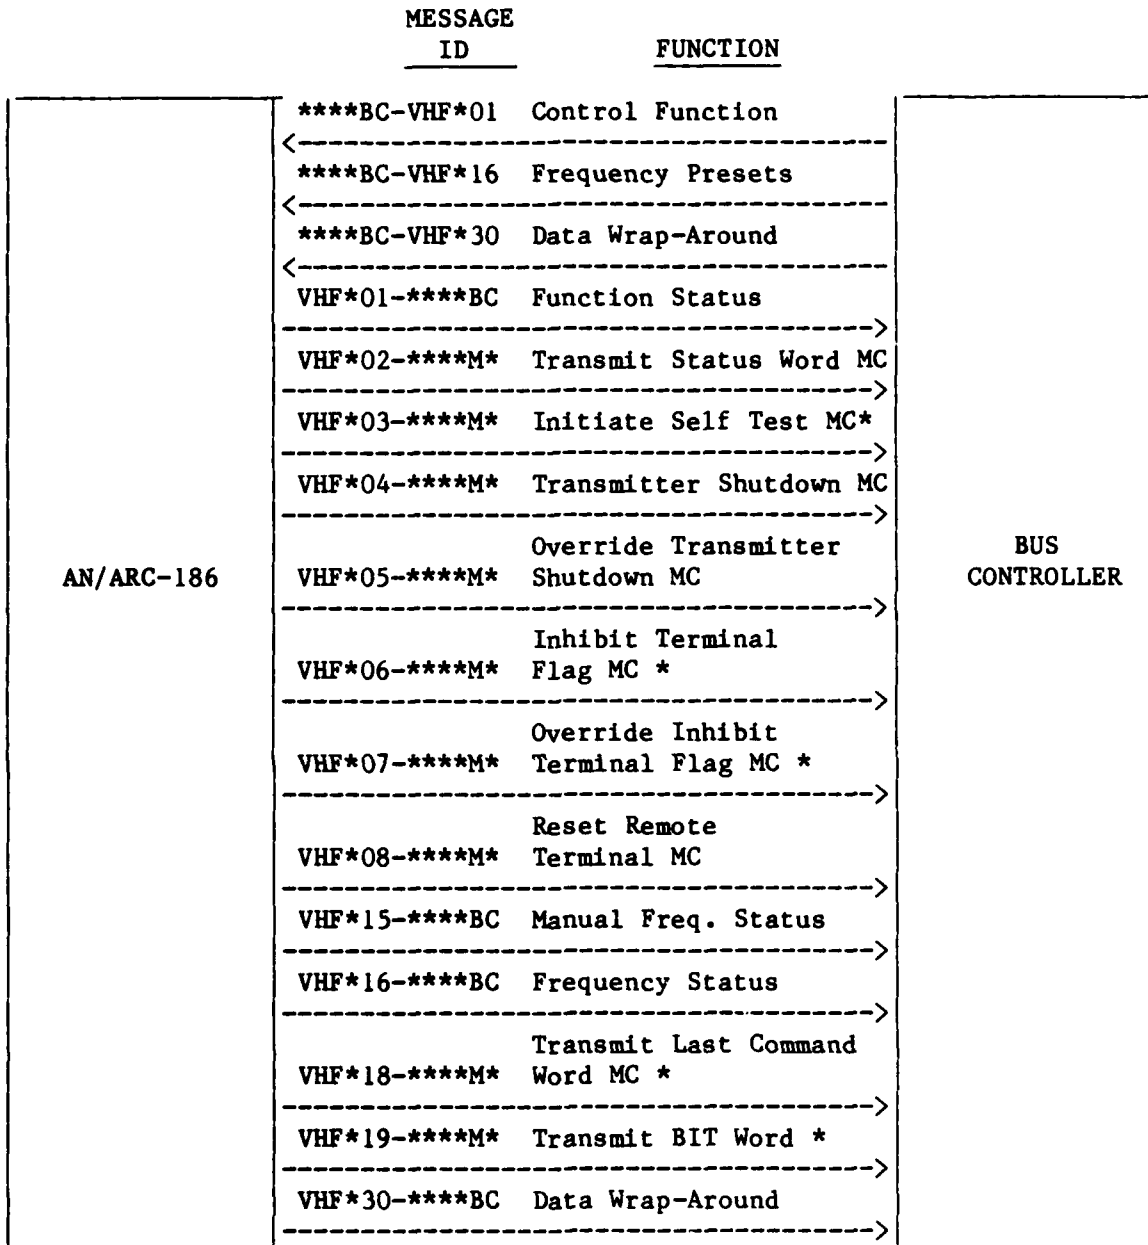 MESSAGE
ID FUNCTION
****BC-VHF*01 Control Function
****BC-VHF*16 Frequency Presets
****BC-VHF*30 Data Wrap-Around
VHF*01-****BC Function Status
VHF*02-****M* Transmit Status Word MC
VHF*03-****M* Initiate Self Test MC*
VHF*04-****M* Transmitter Shutdown MC
Override Transmitter BUS
AN/ARC-186 VHF*05-****M* Shutdown MC CONTROLLER
Inhibit Terminal
VHF*06-****M* Flag MC *
Override Inhibit
VHF*07-****M* Terminal Flag MC *
Reset Remote
VHF*08-****M* Terminal MC
VHF*15-****BC Manual Freq. Status
VHF*16-****BC Frequency Status
Transmit Last Command
VHF*18-****M* Word MC *
VHF*19-****M* Transmit BIT Word *
VHF*30-****BC Data Wrap-Around